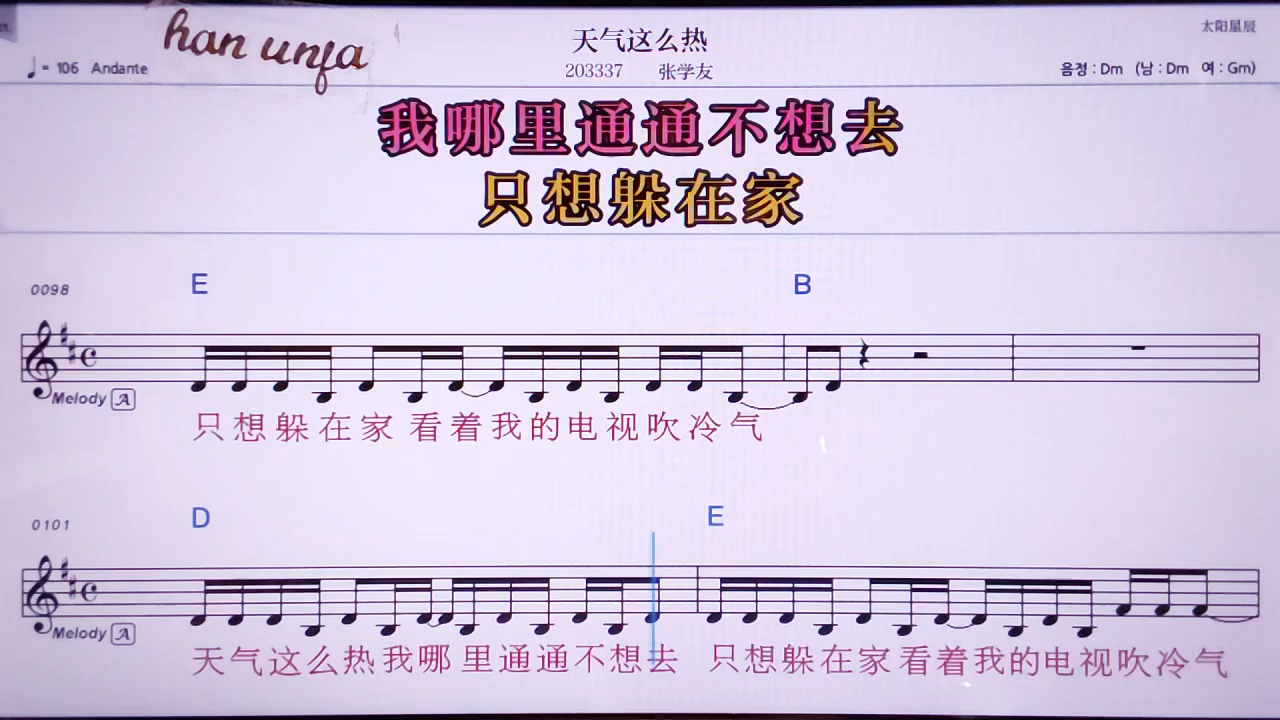 han unfa
天气这么热
太阳星辰
= 106 Andante
203337 张学友
음정 : Dm (남 : Dm 여 : Gm)
我哪里通通不想去
只想躲在家
0098
E B
Melody A
只想躲在家 看着我的电视吹冷气
0101
D E
Melody A
天气这么热我哪里通通不想去 只想躲在家看着我的电视吹冷气